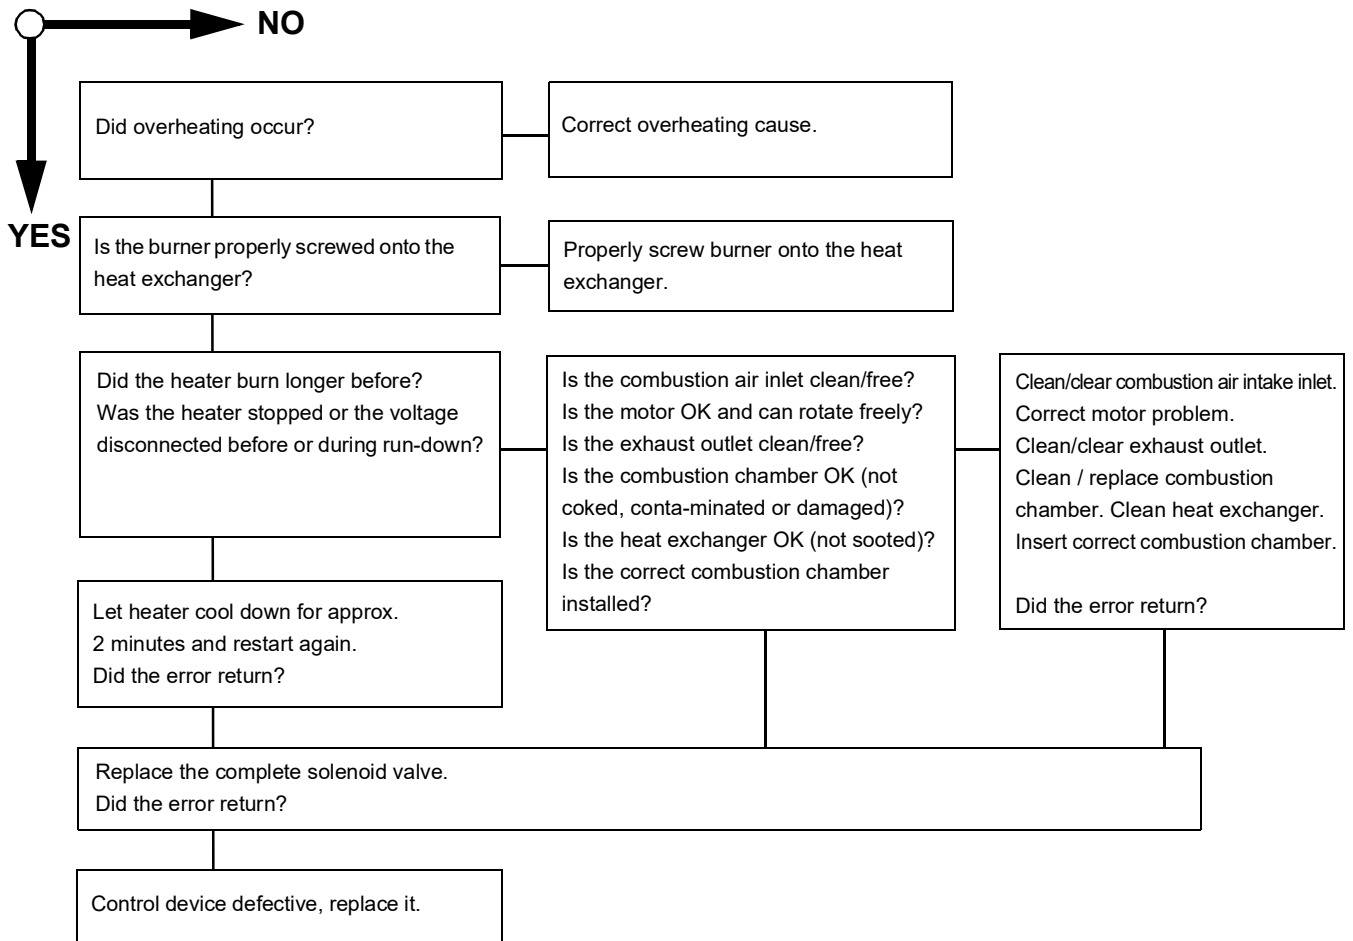 NO
YES
Did overheating occur?
Correct overheating cause.
Is the burner properly screwed onto the
heat exchanger?
Properly screw burner onto the heat
exchanger.
Did the heater burn longer before?
Was the heater stopped or the voltage
disconnected before or during run-down?
Is the combustion air inlet clean/free?
Is the motor OK and can rotate freely?
Is the exhaust outlet clean/free?
Is the combustion chamber OK (not
coked, conta-minated or damaged)?
Is the heat exchanger OK (not sooted)?
Is the correct combustion chamber
installed?
Clean/clear combustion air intake inlet.
Correct motor problem.
Clean/clear exhaust outlet.
Clean / replace combustion
chamber. Clean heat exchanger.
Insert correct combustion chamber.
Did the error return?
Let heater cool down for approx.
2 minutes and restart again.
Did the error return?
Replace the complete solenoid valve.
Did the error return?
Control device defective, replace it.